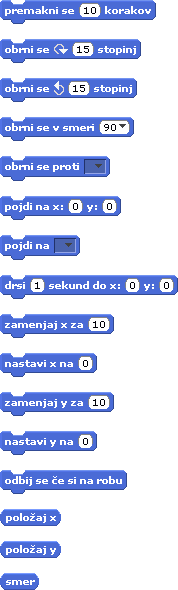 premakni se 10 korakov
obrni se 15 stopinj
obrni se 15 stopinj
obrni se v smeri 90
obrni se proti
pojdi na x: 0 y: 0
pojdi na
drsi 1 sekund do x: 0 y: 0
zamenjaj x za 10
nastavi x na 0
zamenjaj y za 10
nastavi y na 0
odbij se če si na robu
položaj x
položaj y
smer